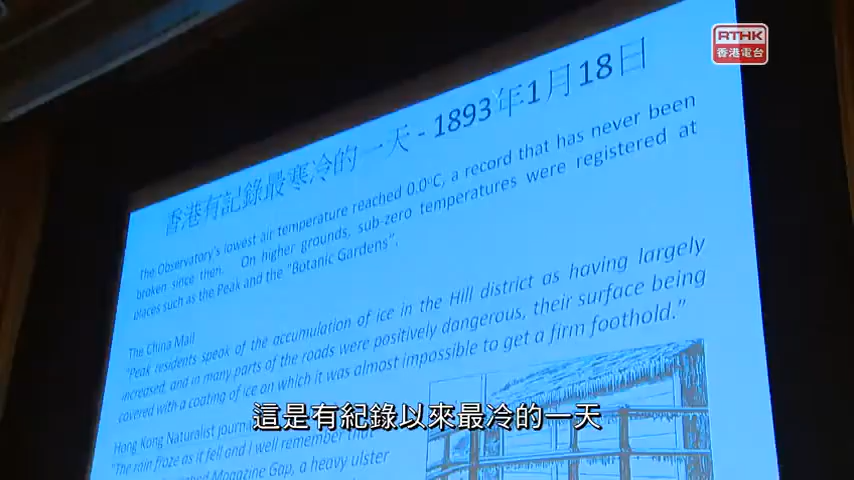 RTHK
香港電台
香港有記錄最寒冷的一天 - 1893年1月18日
The Observatory's lowest air temperature reached 0.0°C, a record that has never been
broken since then. On higher grounds, sub-zero temperatures were registered at
places such as the Peak and the "Botanic Gardens".
The China Mail
"Peak residents speak of the accumulation of ice in the Hill district as having largely
increased, and in many parts of the roads were positively dangerous, their surface being
covered with a coating of ice on which it was almost impossible to get a firm foothold."
Hong Kong Naturalist journa
"The rain froze as it fell and I well remember that
Magazine Gap, a heavy ulster
這是有紀錄以來最冷的一天